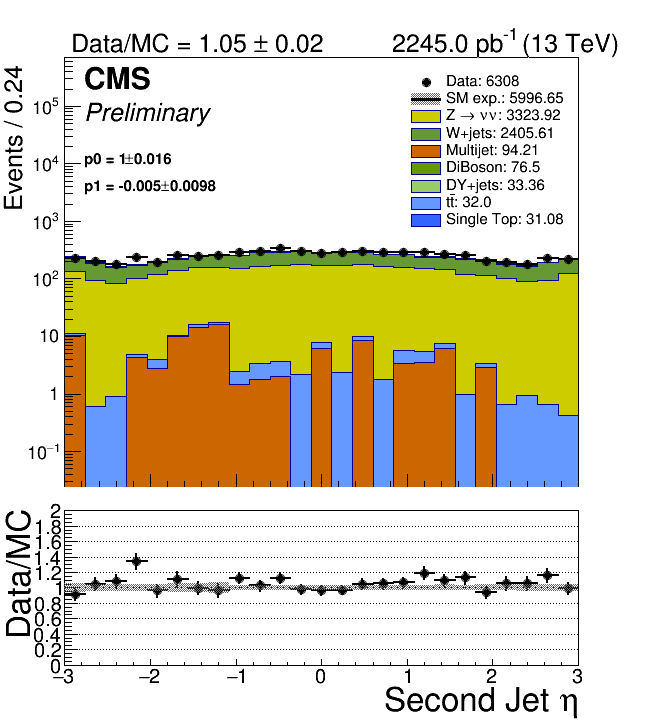 Data/MC = 1.05 ± 0.02 2245.0 pb⁻¹ (13 TeV)
CMS
Preliminary
p0 = 1±0.016
p1 = -0.005±0.0098
Data: 6308
SM exp.: 5996.65
Z → νν: 3323.92
W+jets: 2405.61
Multijet: 94.21
DiBoson: 76.5
DY+jets: 33.36
tt̄: 32.0
Single Top: 31.08
Events / 0.24
10⁵
10⁴
10³
10²
10
1
10⁻¹
Data/MC
2
1.8
1.6
1.4
1.2
1
0.8
0.6
0.4
0.2
0
−3 −2 −1 0 1 2 3
Second Jet η